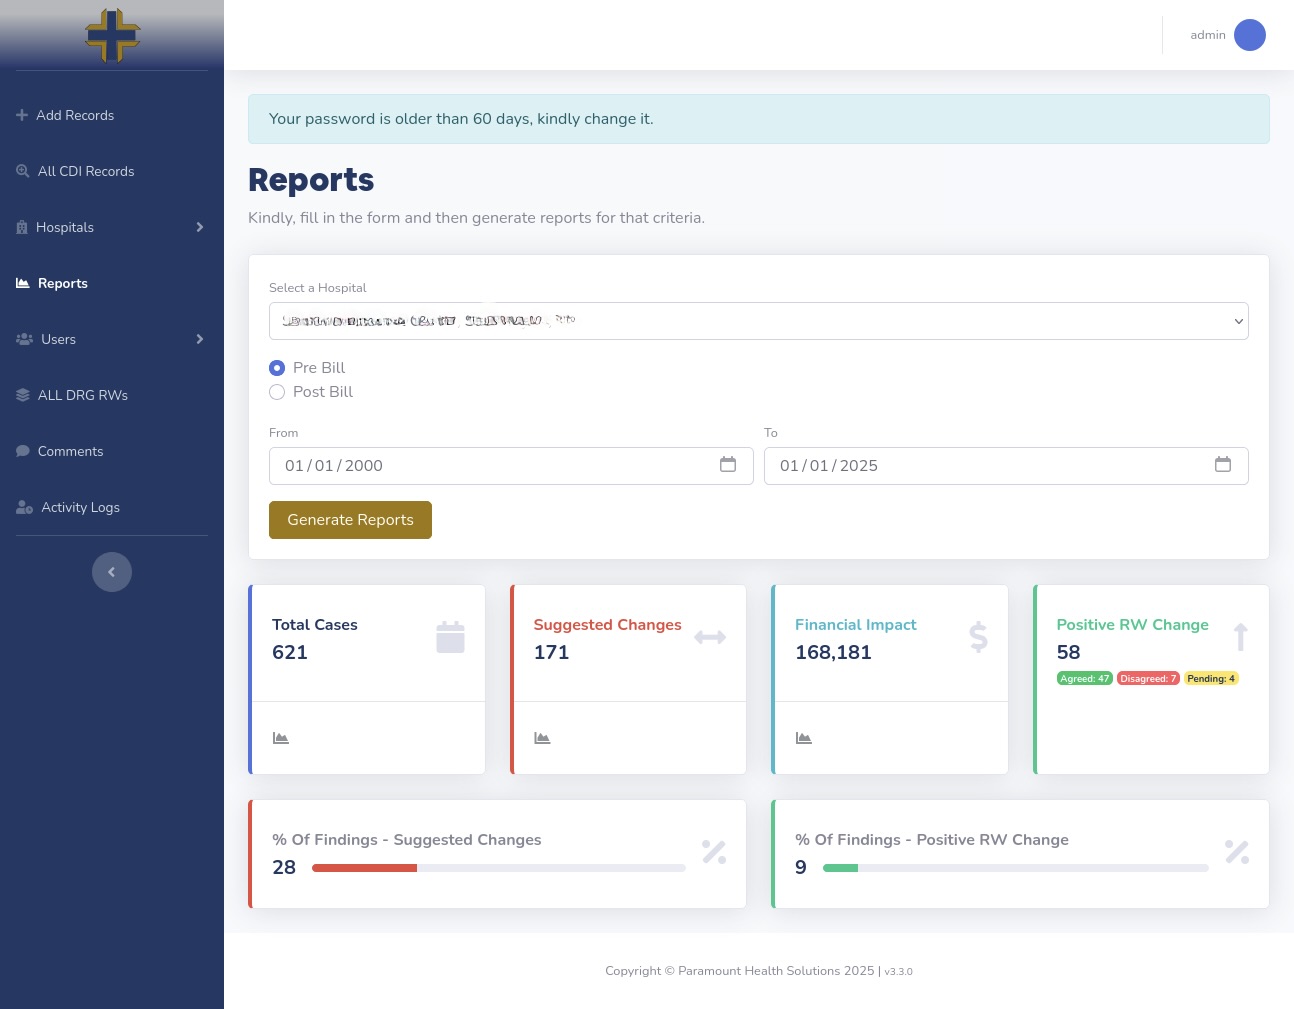 admin
Add Records
All CDI Records
Hospitals
Reports
Users
ALL DRG RWs
Comments
Activity Logs
Your password is older than 60 days, kindly change it.
Reports
Kindly, fill in the form and then generate reports for that criteria.
Select a Hospital
Pre Bill
Post Bill
From
01/01/2000
To
01/01/2025
Generate Reports
Total Cases
621
Suggested Changes
171
Financial Impact
168,181
Positive RW Change
58
Agreed: 47 Disagreed: 7 Pending: 4
% Of Findings - Suggested Changes
28
% Of Findings - Positive RW Change
9
Copyright © Paramount Health Solutions 2025 | v3.3.0